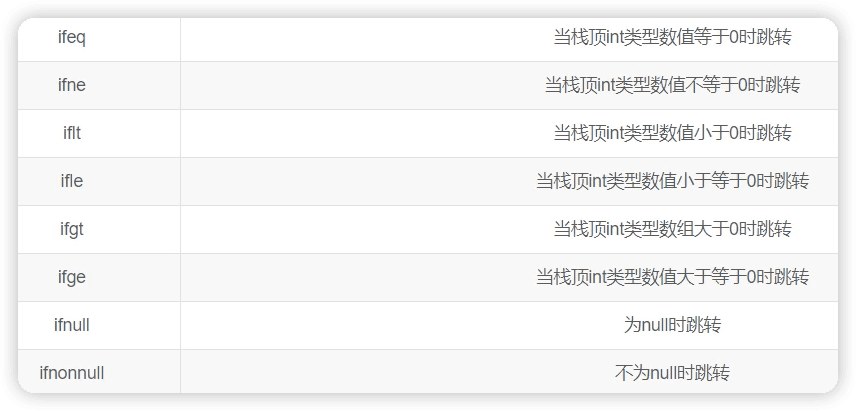 ifeq 当栈顶int类型数值等于0时跳转
ifne 当栈顶int类型数值不等于0时跳转
iflt 当栈顶int类型数值小于0时跳转
ifle 当栈顶int类型数值小于等于0时跳转
ifgt 当栈顶int类型数组大于0时跳转
ifge 当栈顶int类型数值大于等于0时跳转
ifnull 为null时跳转
ifnonnull 不为null时跳转